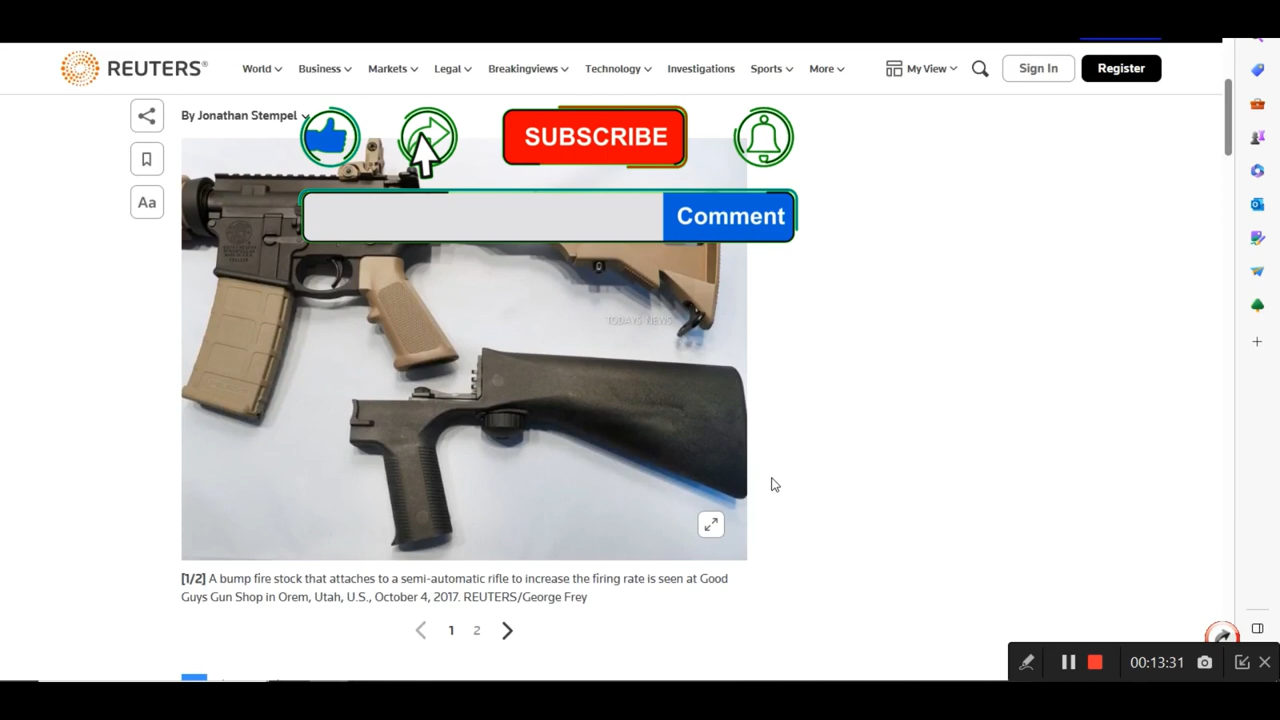 REUTERS®
World
Business
Markets
Legal
Breakingviews
Technology
Investigations
Sports
More
My View
Sign In
Register
By Jonathan Stempel
SUBSCRIBE
Aa
Comment
TODAYS NEWS
[1/2] A bump fire stock that attaches to a semi-automatic rifle to increase the firing rate is seen at Good
Guys Gun Shop in Orem, Utah, U.S., October 4, 2017. REUTERS/George Frey
1
2
00:13:31